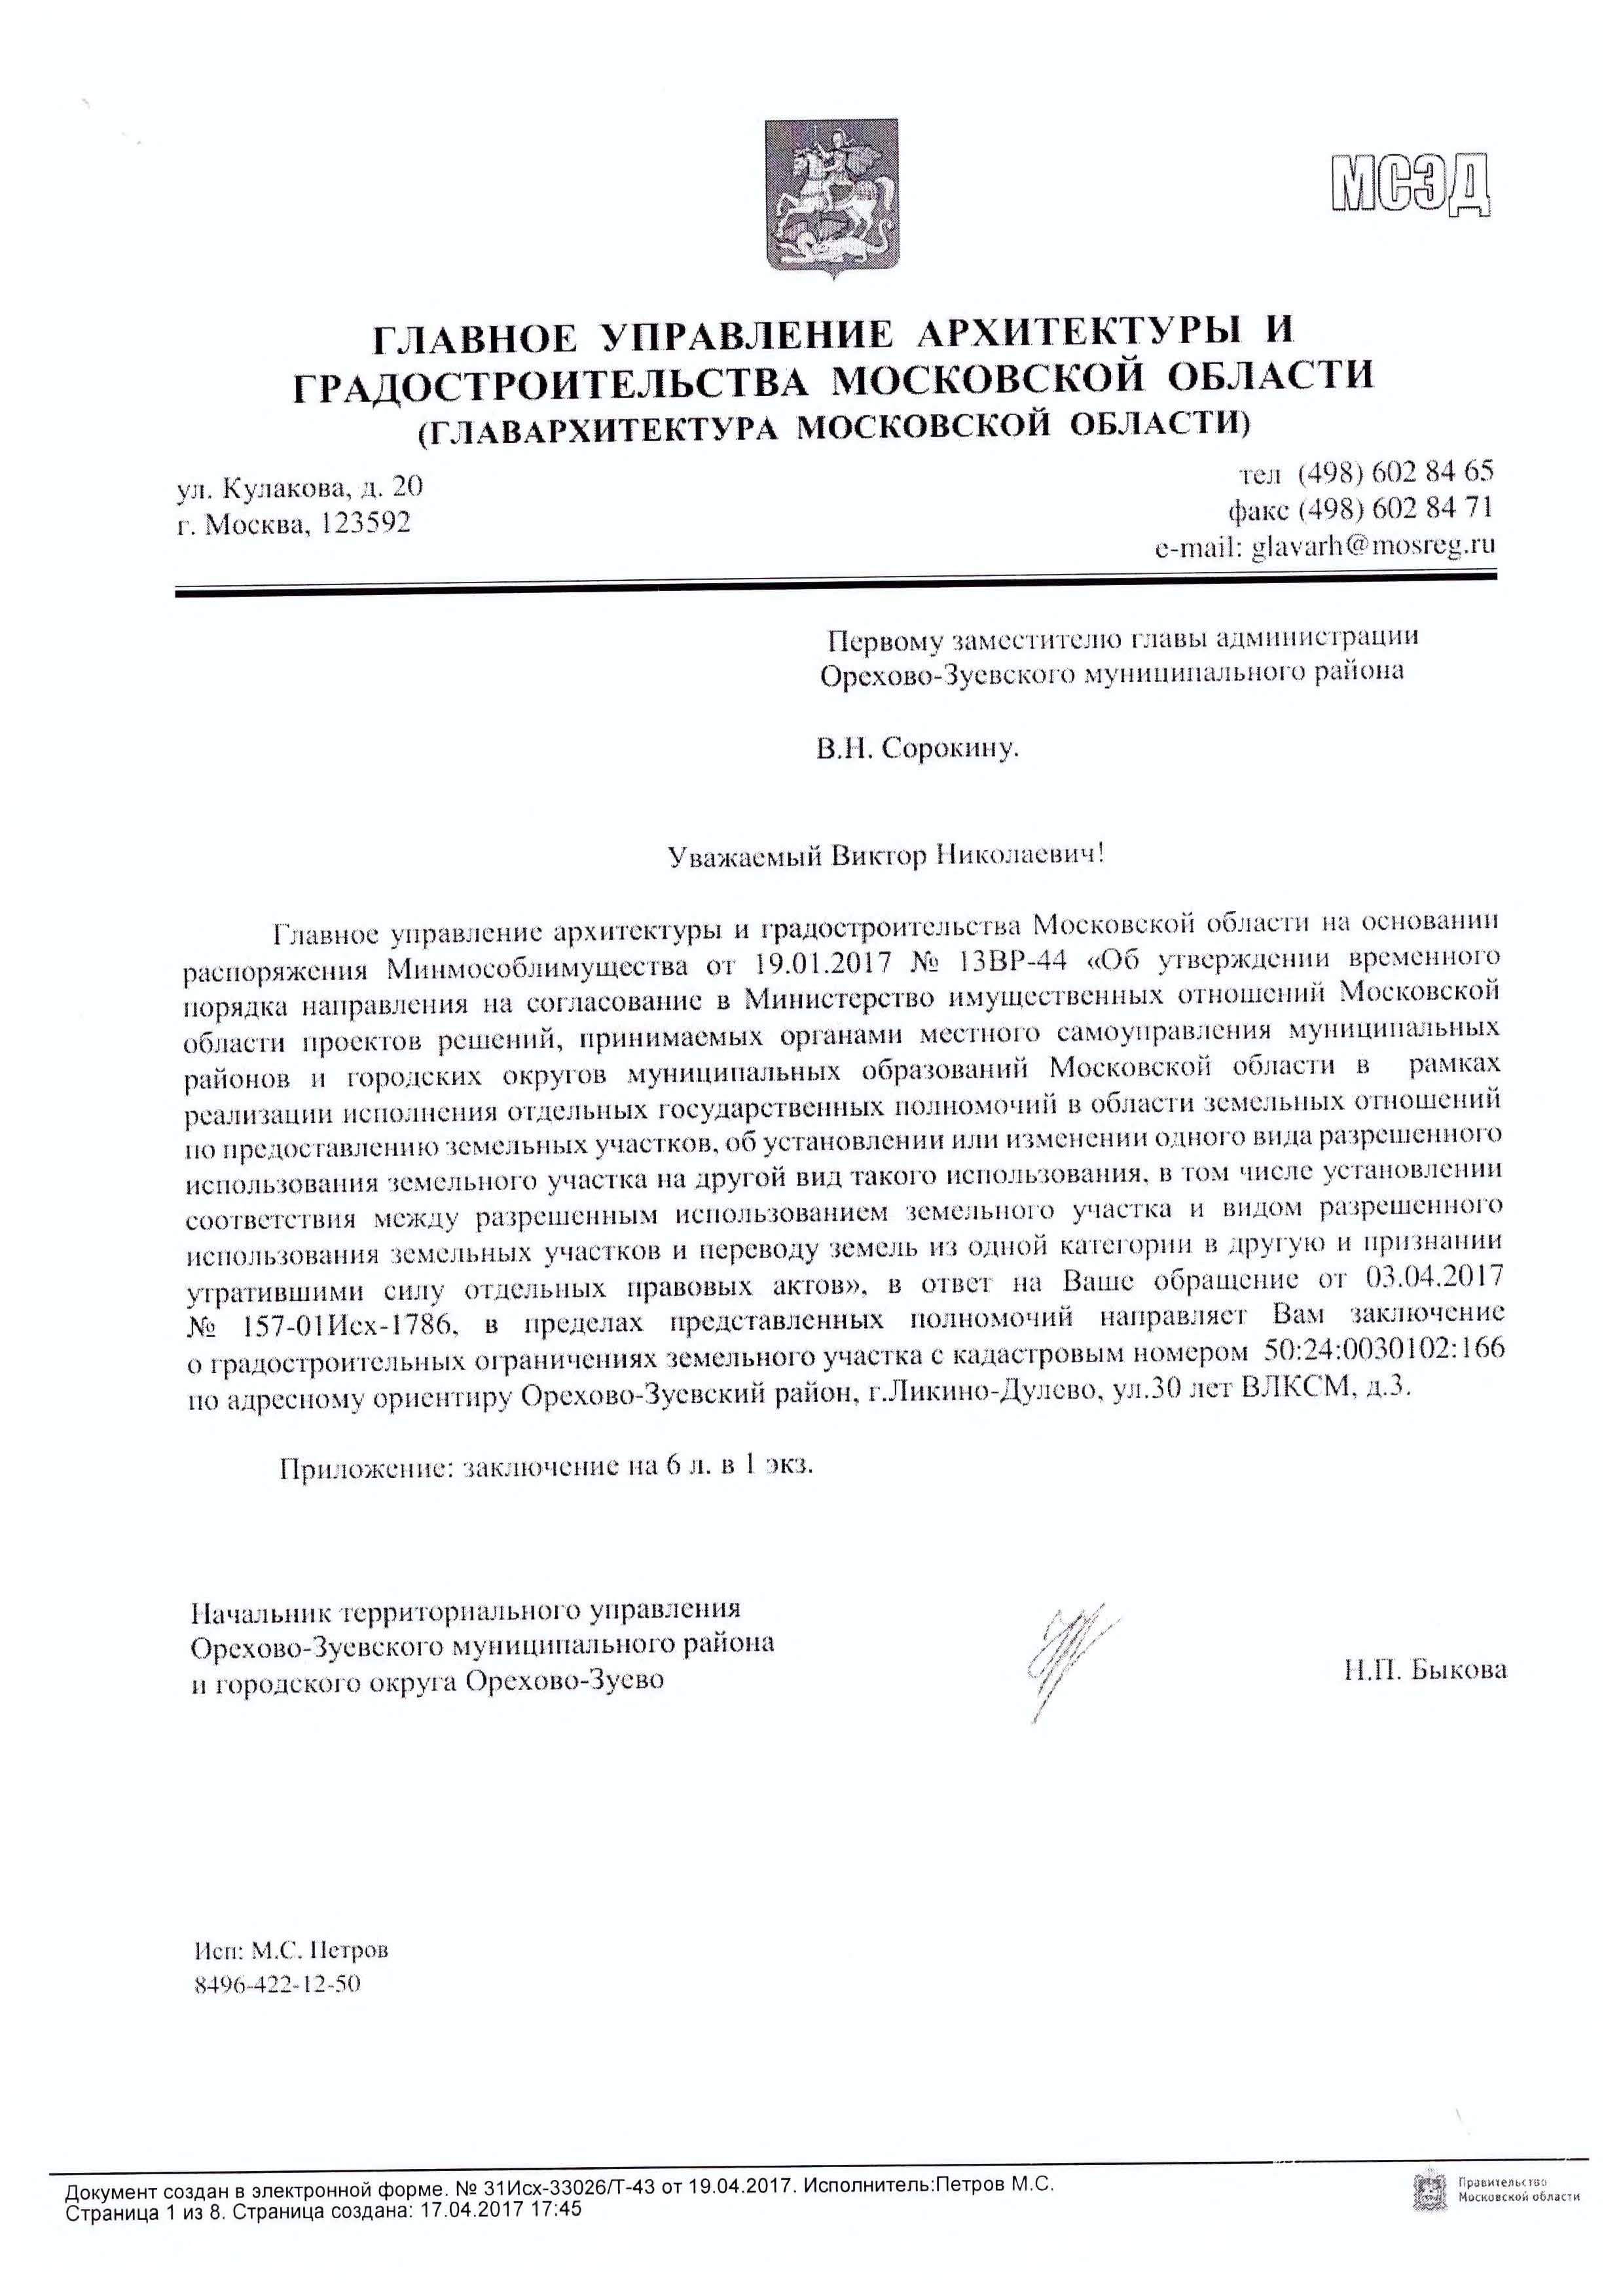 МСЭД
ГЛАВНОЕ УПРАВЛЕНИЕ АРХИТЕКТУРЫ И
ГРАДОСТРОИТЕЛЬСТВА МОСКОВСКОЙ ОБЛАСТИ
(ГЛАВАРХИТЕКТУРА МОСКОВСКОЙ ОБЛАСТИ)
ул. Кулакова, д. 20
г. Москва, 123592
тел (498) 602 84 65
факс (498) 602 84 71
e-mail: glavarh@mosreg.ru
Первому заместителю главы администрации
Орехово-Зуевского муниципального района
В.Н. Сорокину.
Уважаемый Виктор Николаевич!
Главное управление архитектуры и градостроительства Московской области на основании
распоряжения Минмособлимущества от 19.01.2017 № 13ВР-44 «Об утверждении временного
порядка направления на согласование в Министерство имущественных отношений Московской
области проектов решений, принимаемых органами местного самоуправления муниципальных
районов и городских округов муниципальных образований Московской области в рамках
реализации исполнения отдельных государственных полномочий в области земельных отношений
по предоставлению земельных участков, об установлении или изменении одного вида разрешенного
использования земельного участка на другой вид такого использования, в том числе установлении
соответствия между разрешенным использованием земельного участка и видом разрешенного
использования земельных участков и переводу земель из одной категории в другую и признании
утратившими силу отдельных правовых актов», в ответ на Ваше обращение от 03.04.2017
№ 157-01Исх-1786, в пределах представленных полномочий направляет Вам заключение
о градостроительных ограничениях земельного участка с кадастровым номером 50:24:0030102:166
по адресному ориентиру Орехово-Зуевский район, г.Ликино-Дулево, ул.30 лет ВЛКСМ, д.3.
Приложение: заключение на 6 л. в 1 экз.
Начальник территориального управления
Орехово-Зуевского муниципального района
и городского округа Орехово-Зуево
Н.П. Быкова
Исп: М.С. Петров
8496-422-12-50
Документ создан в электронной форме. № 31Исх-33026/Т-43 от 19.04.2017. Исполнитель:Петров М.С.
Страница 1 из 8. Страница создана: 17.04.2017 17:45
Правительство
Московской области